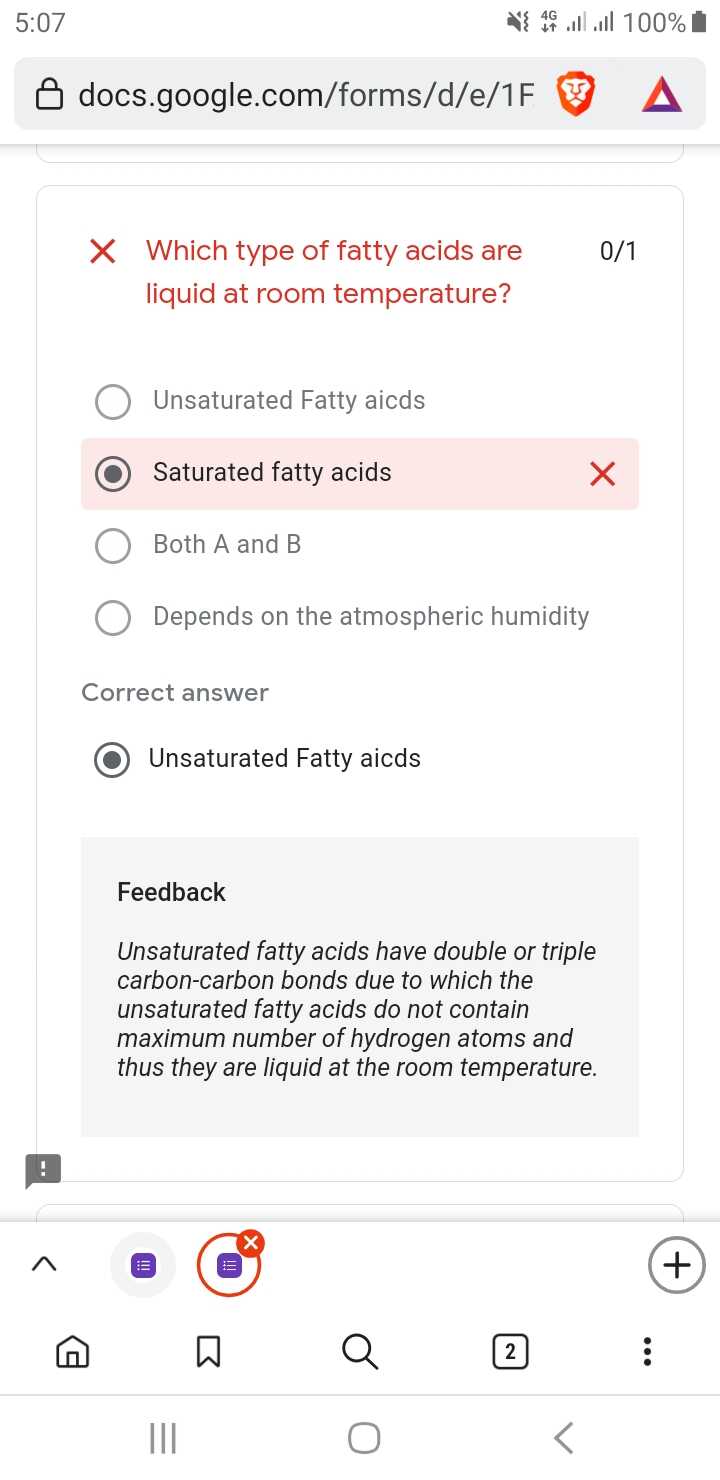 5:07
4G
100%
docs.google.com/forms/d/e/1F
Which type of fatty acids are
0/1
liquid at room temperature?
Unsaturated Fatty aicds
Saturated fatty acids
Both A and B
Depends on the atmospheric humidity
Correct answer
Unsaturated Fatty aicds
Feedback
Unsaturated fatty acids have double or triple
carbon-carbon bonds due to which the
unsaturated fatty acids do not contain
maximum number of hydrogen atoms and
thus they are liquid at the room temperature.
2